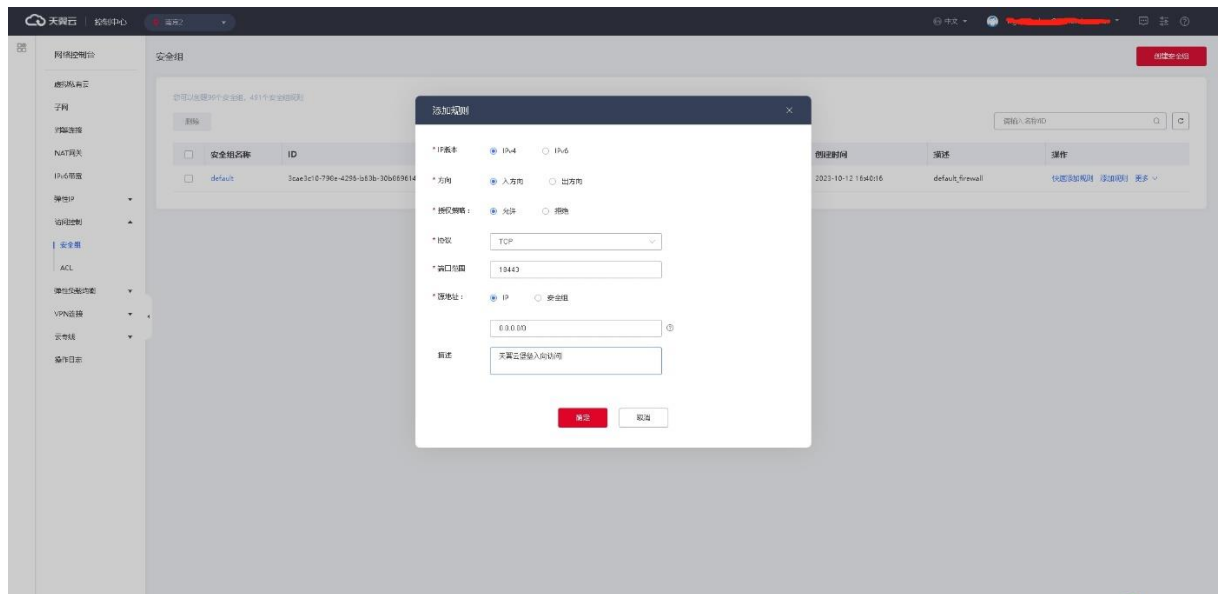 天翼云 控制中心
中文
网络控制台
安全组
创建安全组
虚拟私有云
子网
对等连接
NAT网关
IPv6带宽
弹性IP
访问控制
安全组
ACL
弹性负载均衡
VPN连接
云专线
操作日志
删除
请输入名称/ID
安全组名称 ID 创建时间 描述 操作
default 2023-10-12 16:40:16 default_firewall 快速添加规则 添加规则 更多
添加规则
* IP版本 IPv4 IPv6
* 方向 入方向 出方向
* 授权策略: 允许 拒绝
* 协议 TCP
* 端口范围 18443
* 源地址: IP 安全组
0.0.0.0/0
描述 天翼云堡垒入向访问
确定 取消